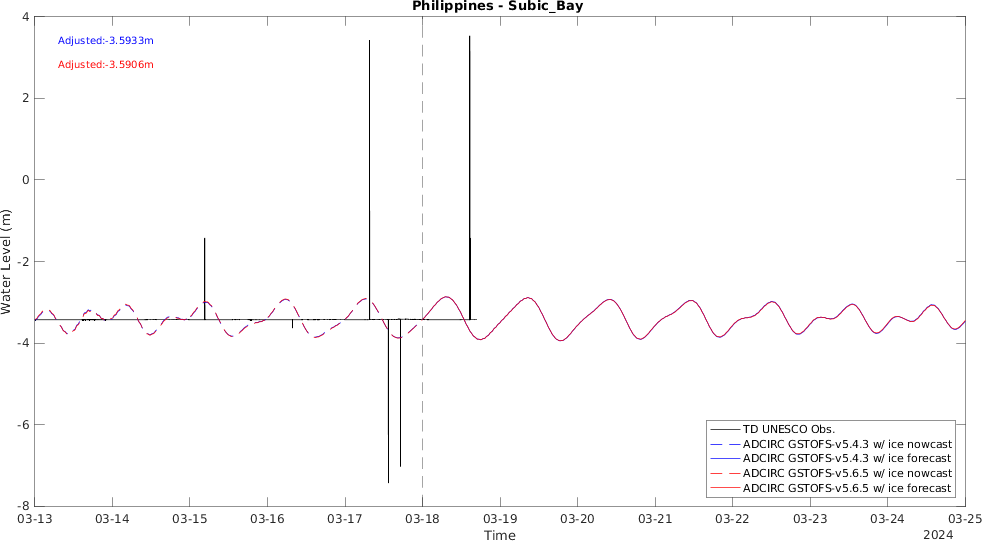 Philippines - Subic_Bay
Adjusted:-3.5933m
Adjusted:-3.5906m
Water Level (m)
4
2
0
-2
-4
-6
-8
TD UNESCO Obs.
ADCIRC GSTOFS-v5.4.3 w/ ice nowcast
ADCIRC GSTOFS-v5.4.3 w/ ice forecast
ADCIRC GSTOFS-v5.6.5 w/ ice nowcast
ADCIRC GSTOFS-v5.6.5 w/ ice forecast
03-13 03-14 03-15 03-16 03-17 03-18 03-19 03-20 03-21 03-22 03-23 03-24 03-25
Time
2024